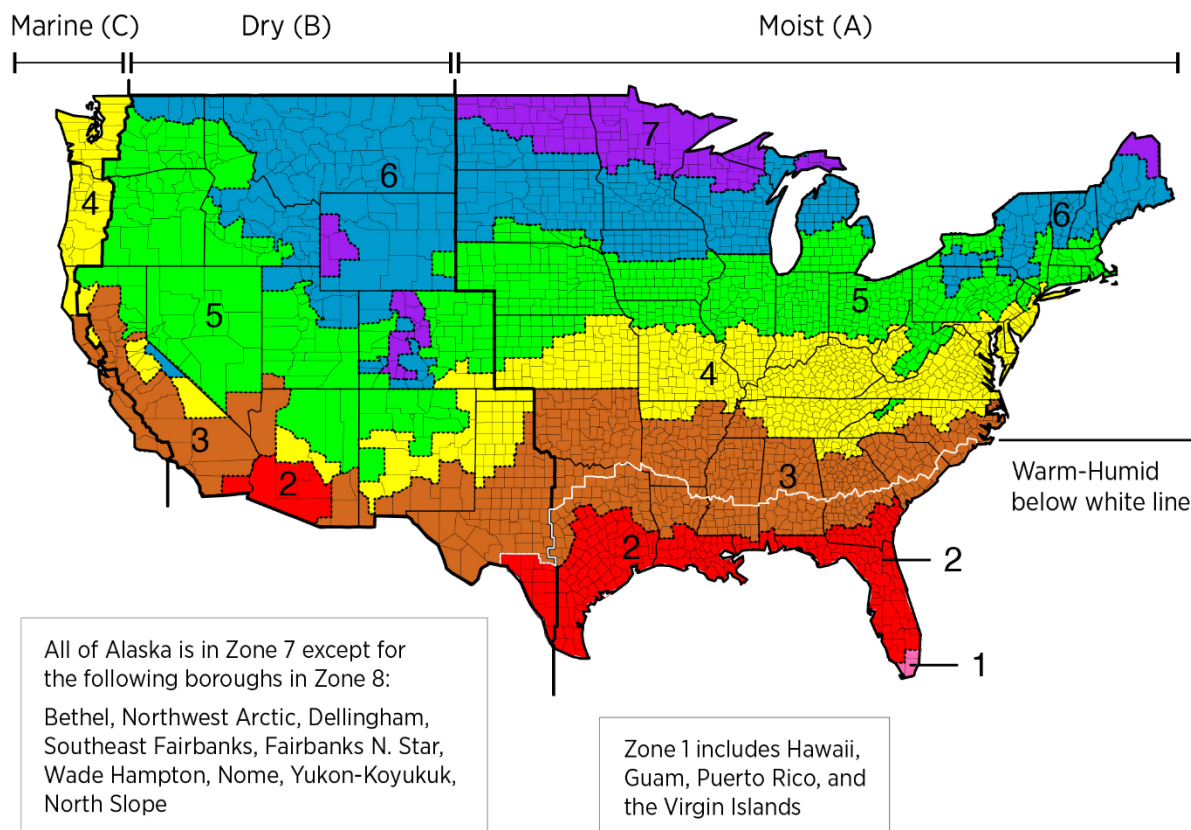 Marine (C)
Dry (B)
Moist (A)
7
6
4
6
5
5
4
3
3
Warm-Humid
below white line
2
2
2
1
All of Alaska is in Zone 7 except for
the following boroughs in Zone 8:
Bethel, Northwest Arctic, Dellingham,
Southeast Fairbanks, Fairbanks N. Star,
Wade Hampton, Nome, Yukon-Koyukuk,
North Slope
Zone 1 includes Hawaii,
Guam, Puerto Rico, and
the Virgin Islands